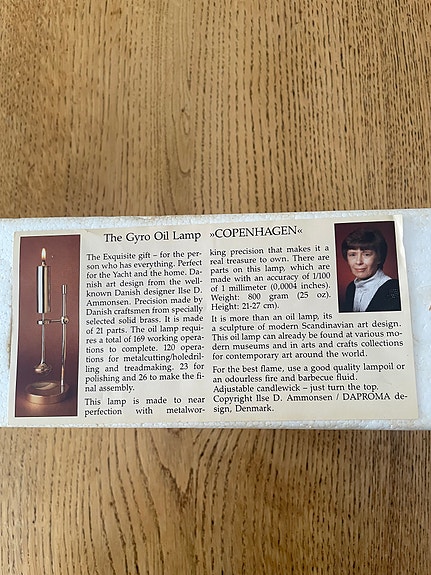 The Gyro Oil Lamp »COPENHAGEN«
The Exquisite gift – for the per-
son who has everything. Perfect
for the Yacht and the home. Da-
nish art design from the well-
known Danish designer Ilse D.
Ammonsen. Precision made by
Danish craftsmen from specially
selected solid brass. It is made
of 21 parts. The oil lamp requi-
res a total of 169 working opera-
tions to complete. 120 opera-
tions for metalcutting/holedril-
ling and treadmaking. 23 for
polishing and 26 to make the fi-
nal assembly.
This lamp is made to near
perfection with metalwor-
king precision that makes it a
real treasure to own. There are
parts on this lamp, which are
made with an accuracy of 1/100
of 1 millimeter (0,0004 inches).
Weight: 800 gram (25 oz).
Height: 21-27 cm).
It is more than an oil lamp, its
a sculpture of modern Scandinavian art design.
This oil lamp can already be found at various mo-
dern museums and in arts and crafts collections
for contemporary art around the world.
For the best flame, use a good quality lampoil or
an odourless fire and barbecue fluid.
Adjustable candlewick – just turn the top.
Copyright Ilse D. Ammonsen / DAPROMA de-
sign, Denmark.